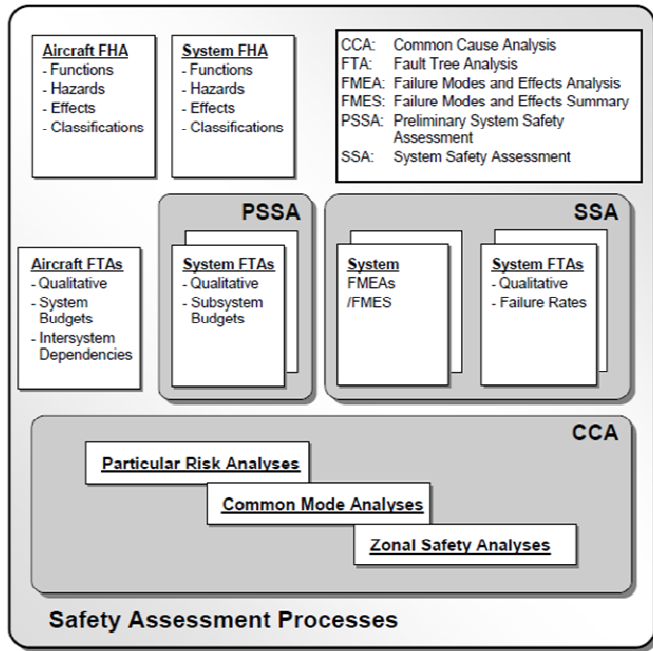 Aircraft FHA
- Functions
- Hazards
- Effects
- Classifications
System FHA
- Functions
- Hazards
- Effects
- Classifications
CCA: Common Cause Analysis
FTA: Fault Tree Analysis
FMEA: Failure Modes and Effects Analysis
FMES: Failure Modes and Effects Summary
PSSA: Preliminary System Safety
Assessment
SSA: System Safety Assessment
PSSA
SSA
Aircraft FTAs
- Qualitative
- System
Budgets
- Intersystem
Dependencies
System FTAs
- Qualitative
- Subsystem
Budgets
System
FMEAs
/FMES
System FTAs
- Qualitative
- Failure Rates
CCA
Particular Risk Analyses
Common Mode Analyses
Zonal Safety Analyses
Safety Assessment Processes